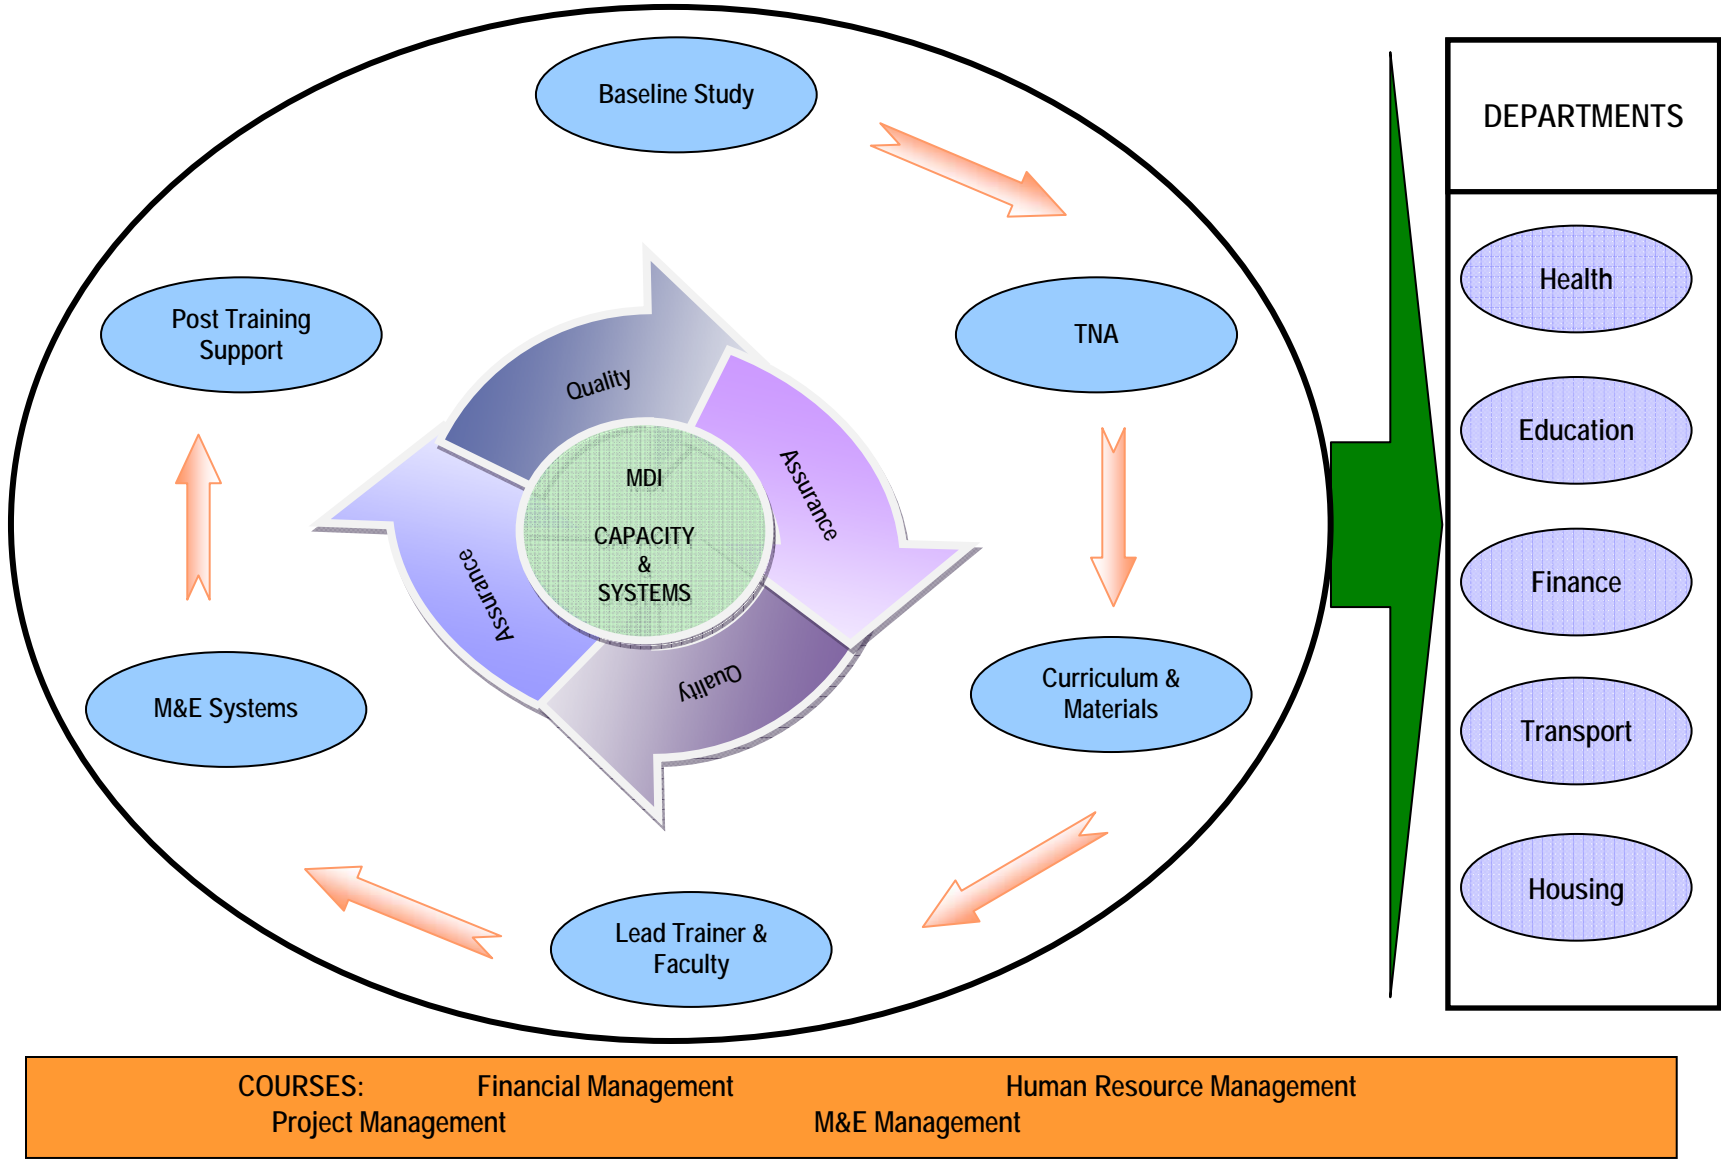 Baseline Study
TNA
Curriculum &
Materials
Lead Trainer &
Faculty
M&E Systems
Post Training
Support
Quality
Assurance
Quality
Assurance
MDI
CAPACITY
&
SYSTEMS
DEPARTMENTS
Health
Education
Finance
Transport
Housing
COURSES: Financial Management Human Resource Management
Project Management M&E Management